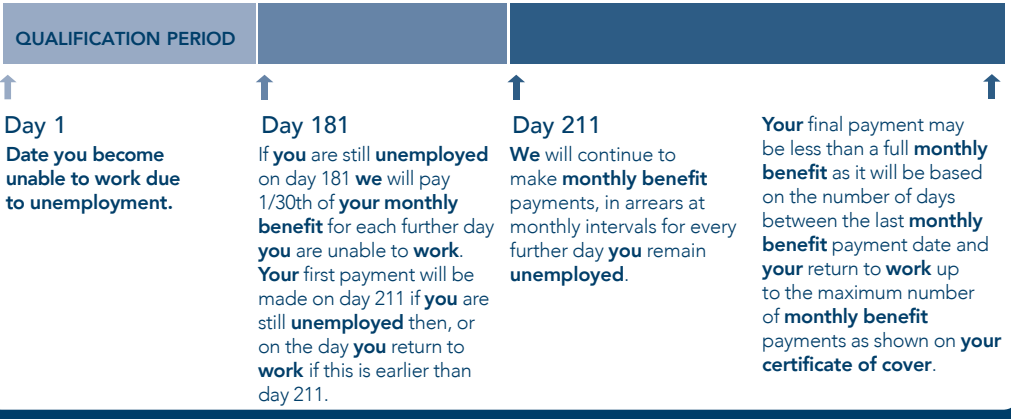 QUALIFICATION PERIOD
Day 1
Date you become
unable to work due
to unemployment.
Day 181
If you are still unemployed
on day 181 we will pay
1/30th of your monthly
benefit for each further day
you are unable to work.
Your first payment will be
made on day 211 if you are
still unemployed then, or
on the day you return to
work if this is earlier than
day 211.
Day 211
We will continue to
make monthly benefit
payments, in arrears at
monthly intervals for every
further day you remain
unemployed.
Your final payment may
be less than a full monthly
benefit as it will be based
on the number of days
between the last monthly
benefit payment date and
your return to work up
to the maximum number
of monthly benefit
payments as shown on your
certificate of cover.